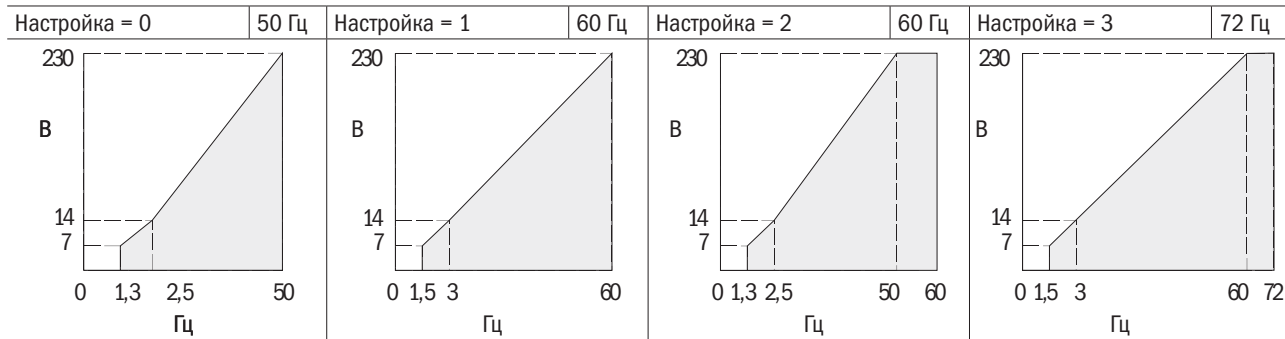 Настройка = 0 50 Гц
230
В
14
7
0 1,3 2,5 50
Гц
Настройка = 1 60 Гц
230
В
14
7
0 1,5 3 60
Гц
Настройка = 2 60 Гц
230
В
14
7
0 1,3 2,5 50 60
Гц
Настройка = 3 72 Гц
230
В
14
7
0 1,5 3 60 72
Гц